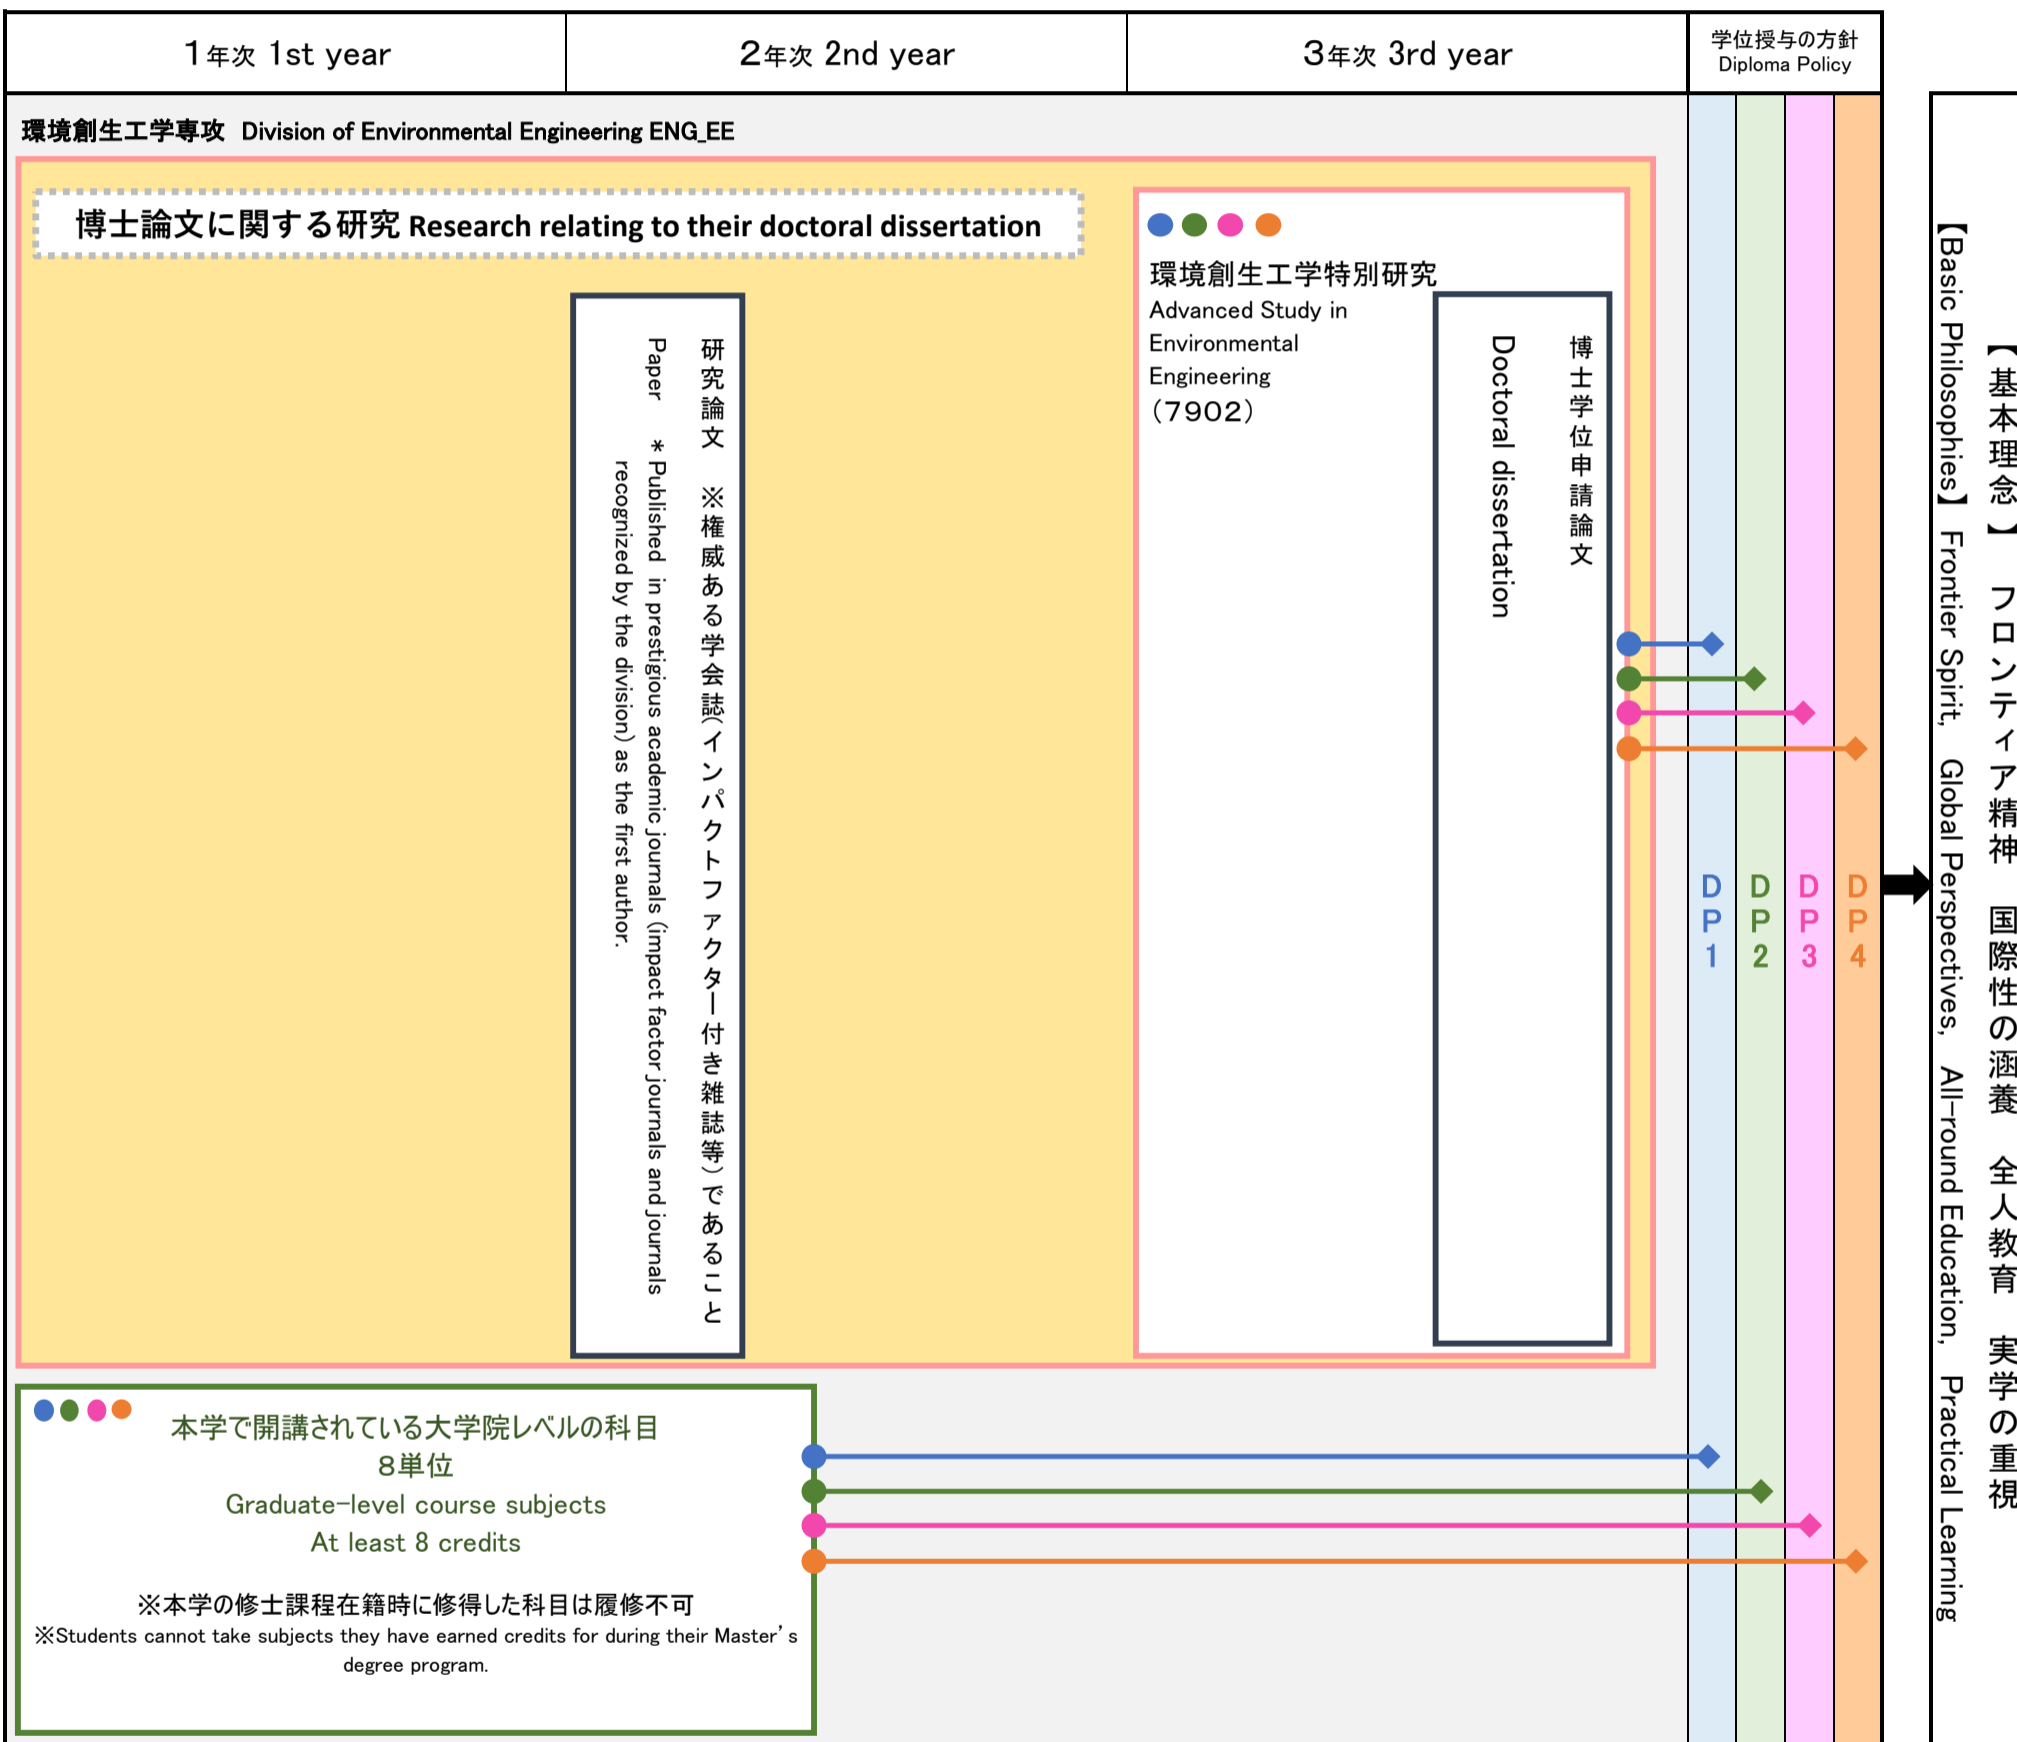 1年次 1st year
2年次 2nd year
3年次 3rd year
学位授与の方針
Diploma Policy
環境創生工学専攻 Division of Environmental Engineering ENG_EE
博士論文に関する研究 Research relating to their doctoral dissertation
研究論文 ※権威ある学会誌(インパクトファクター付き雑誌等)であること
Paper ＊Published in prestigious academic journals (impact factor journals and journals
recognized by the division) as the first author.
環境創生工学特別研究
Advanced Study in
Environmental
Engineering
(7902)
博士学位申請論文
Doctoral dissertation
DP1
DP2
DP3
DP4
本学で開講されている大学院レベルの科目
8単位
Graduate-level course subjects
At least 8 credits
※本学の修士課程在籍時に修得した科目は履修不可
※Students cannot take subjects they have earned credits for during their Master's
degree program.
【基本理念】 フロンティア精神 国際性の涵養 全人教育 実学の重視
【Basic Philosophies】 Frontier Spirit, Global Perspectives, All-round Education, Practical Learning